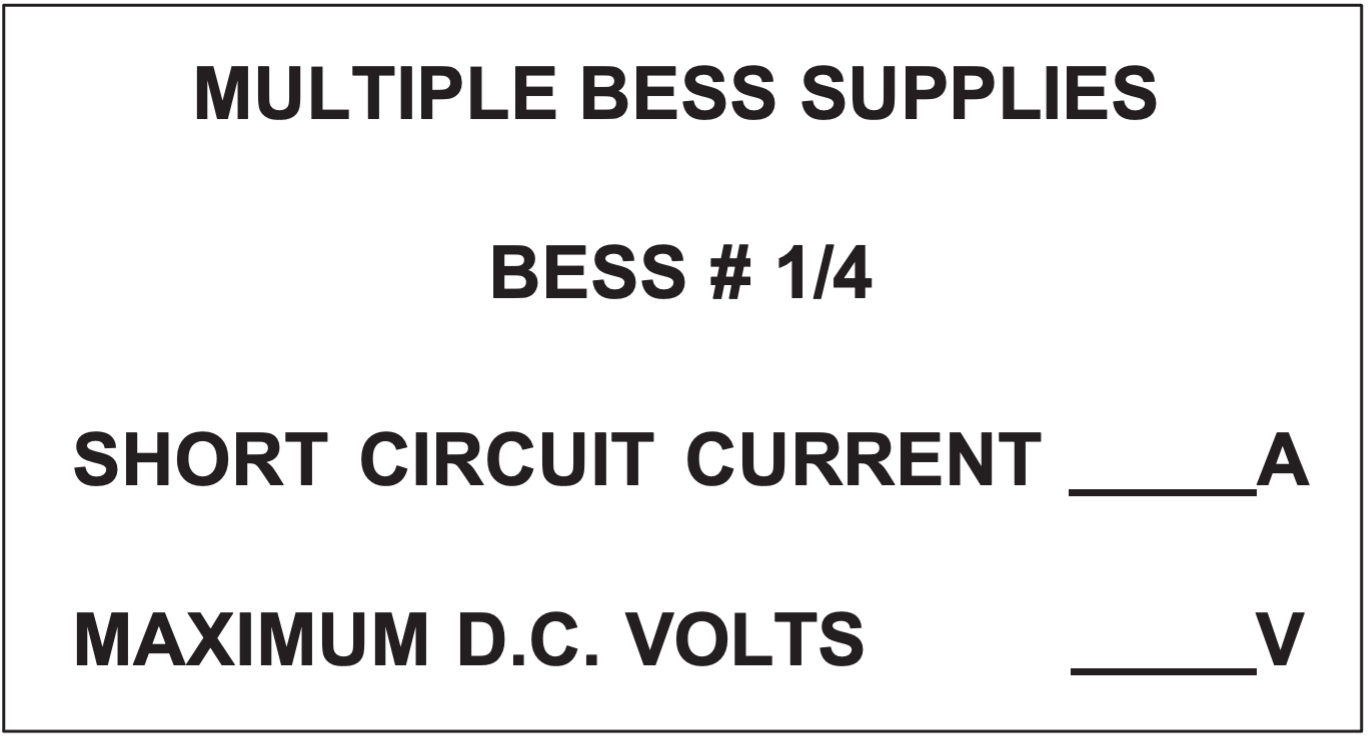 MULTIPLE BESS SUPPLIES
BESS # 1/4
SHORT CIRCUIT CURRENT _____A
MAXIMUM D.C. VOLTS _____V